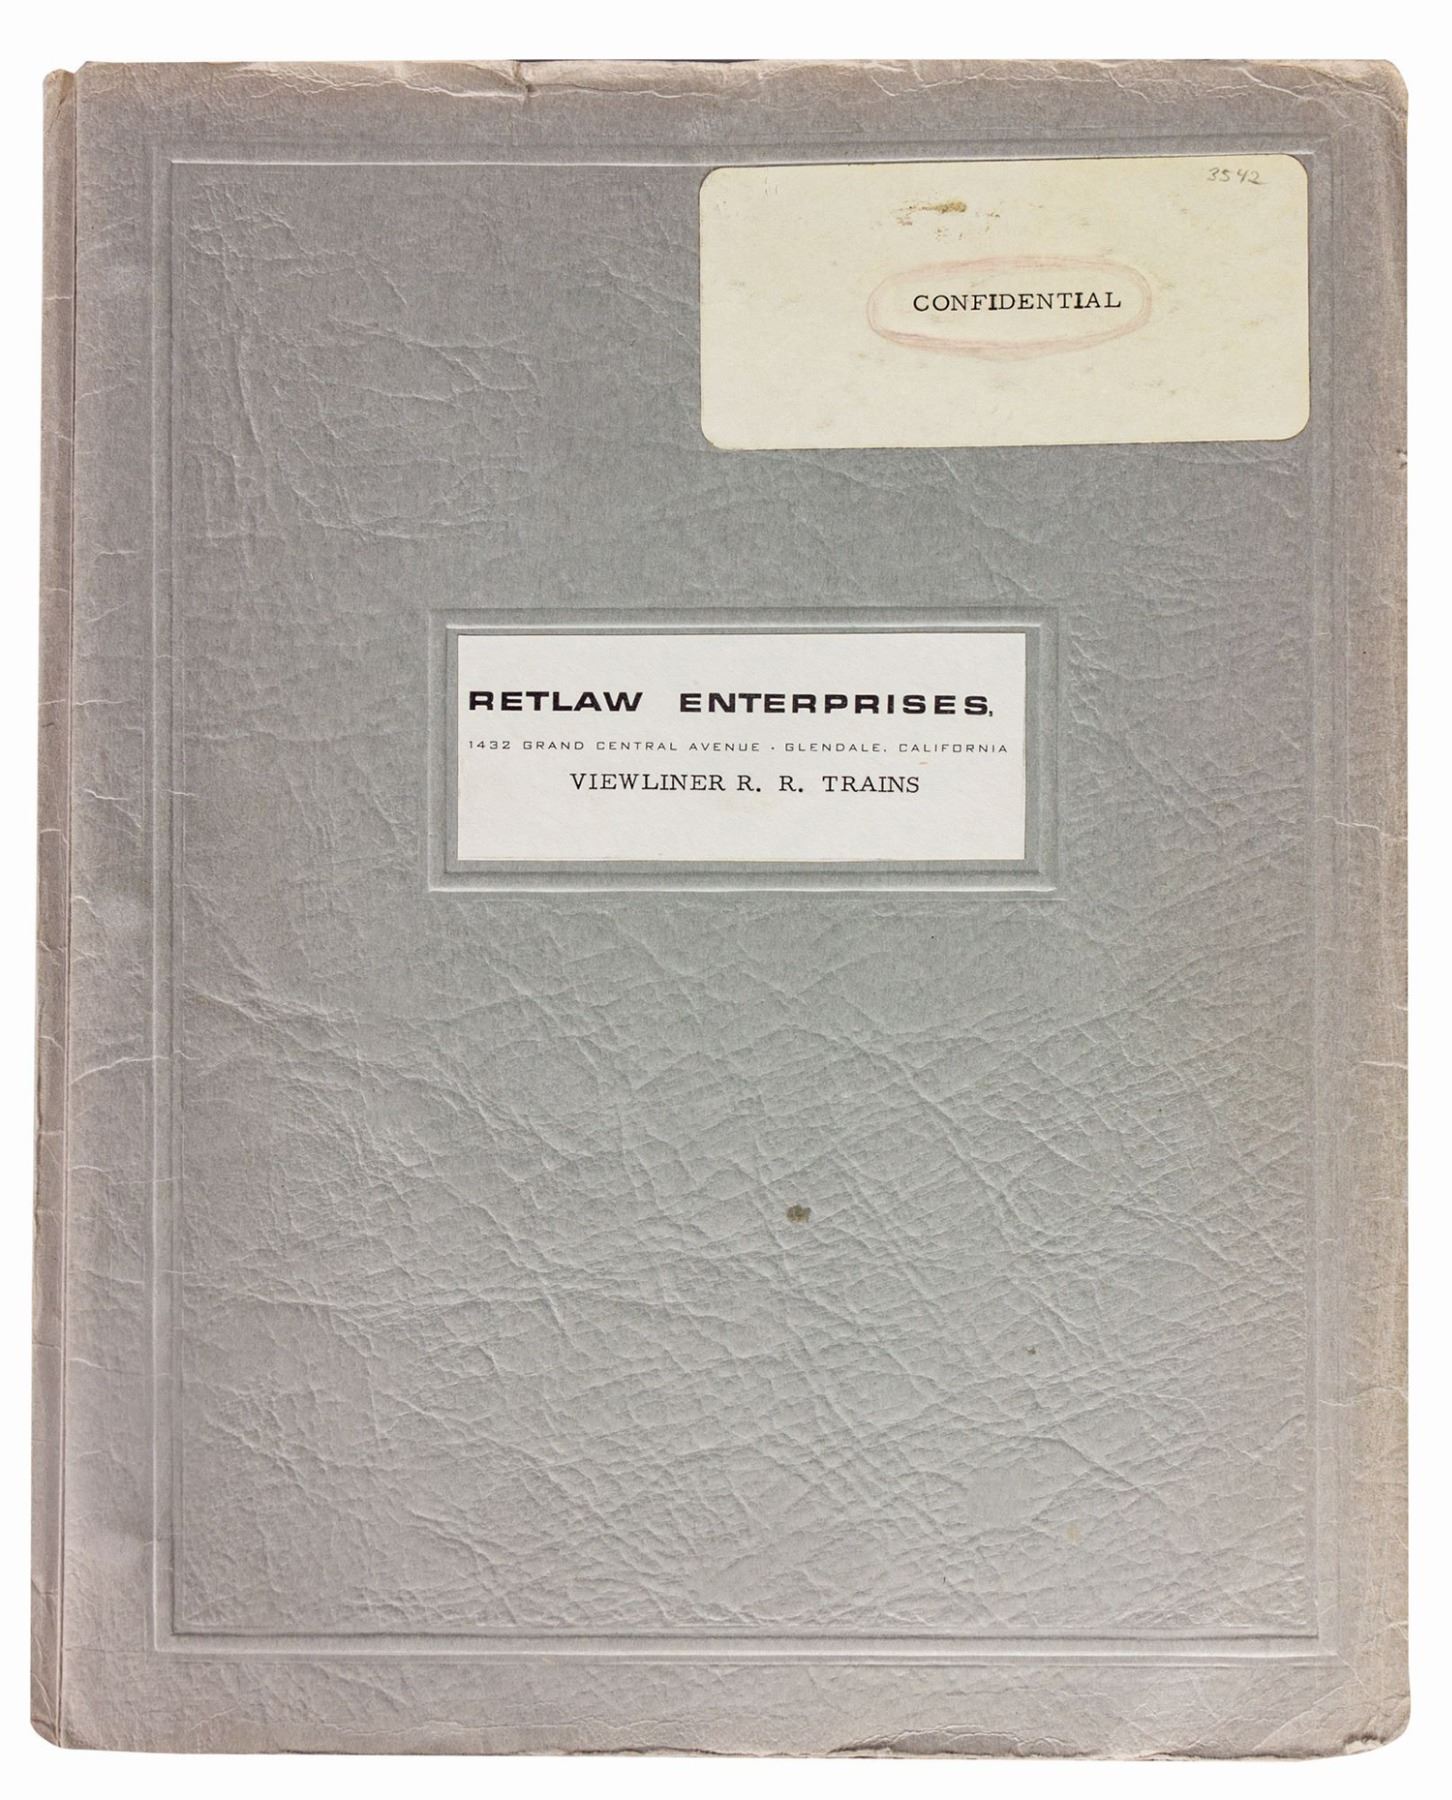 3542
CONFIDENTIAL
RETLAW ENTERPRISES,
1432 GRAND CENTRAL AVENUE · GLENDALE, CALIFORNIA
VIEWLINER R. R. TRAINS